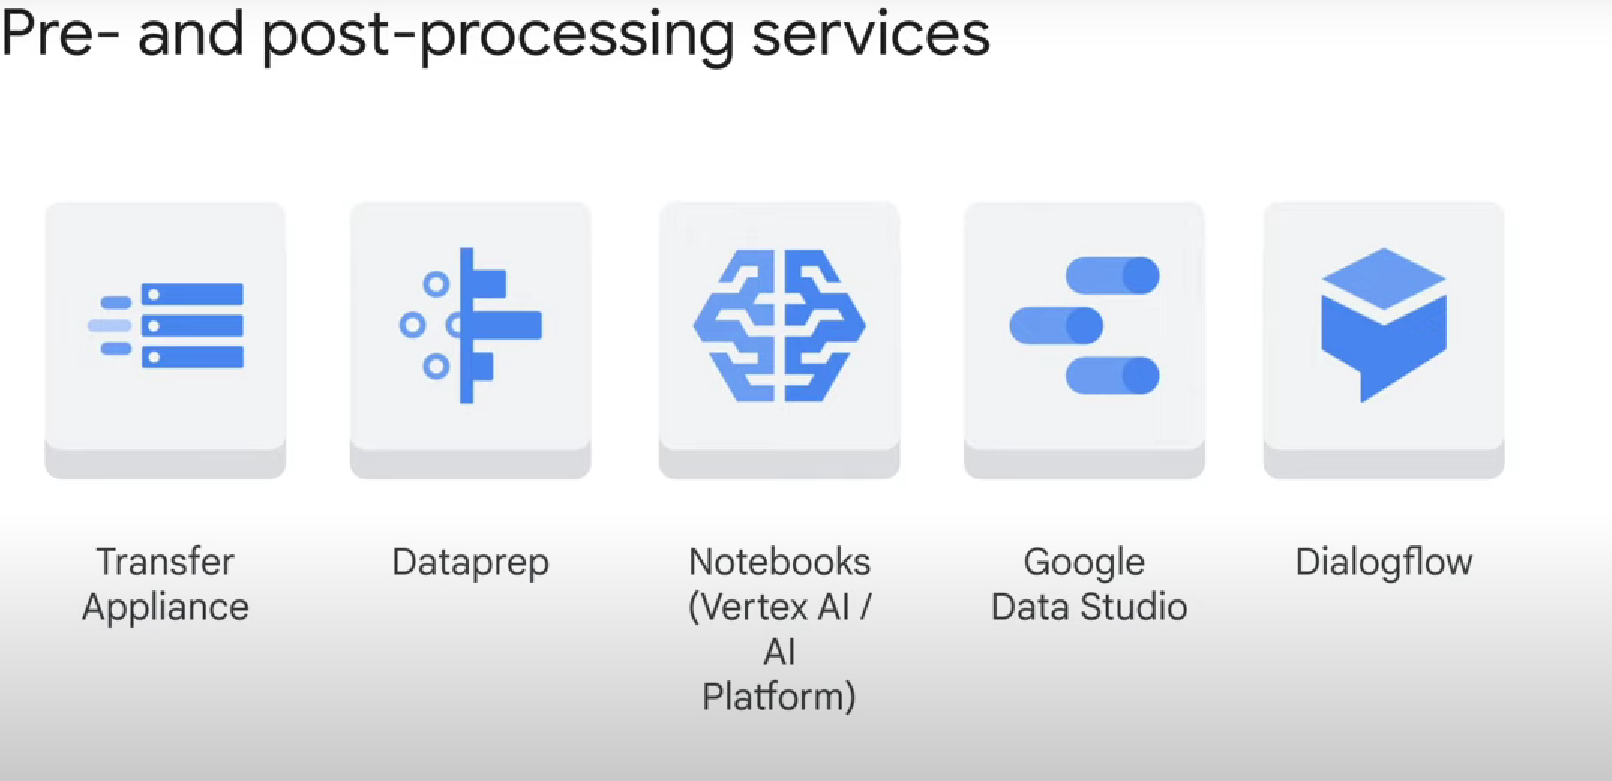 Pre- and post-processing services
Transfer
Appliance
Dataprep
Notebooks
(Vertex AI /
AI
Platform)
Google
Data Studio
Dialogflow